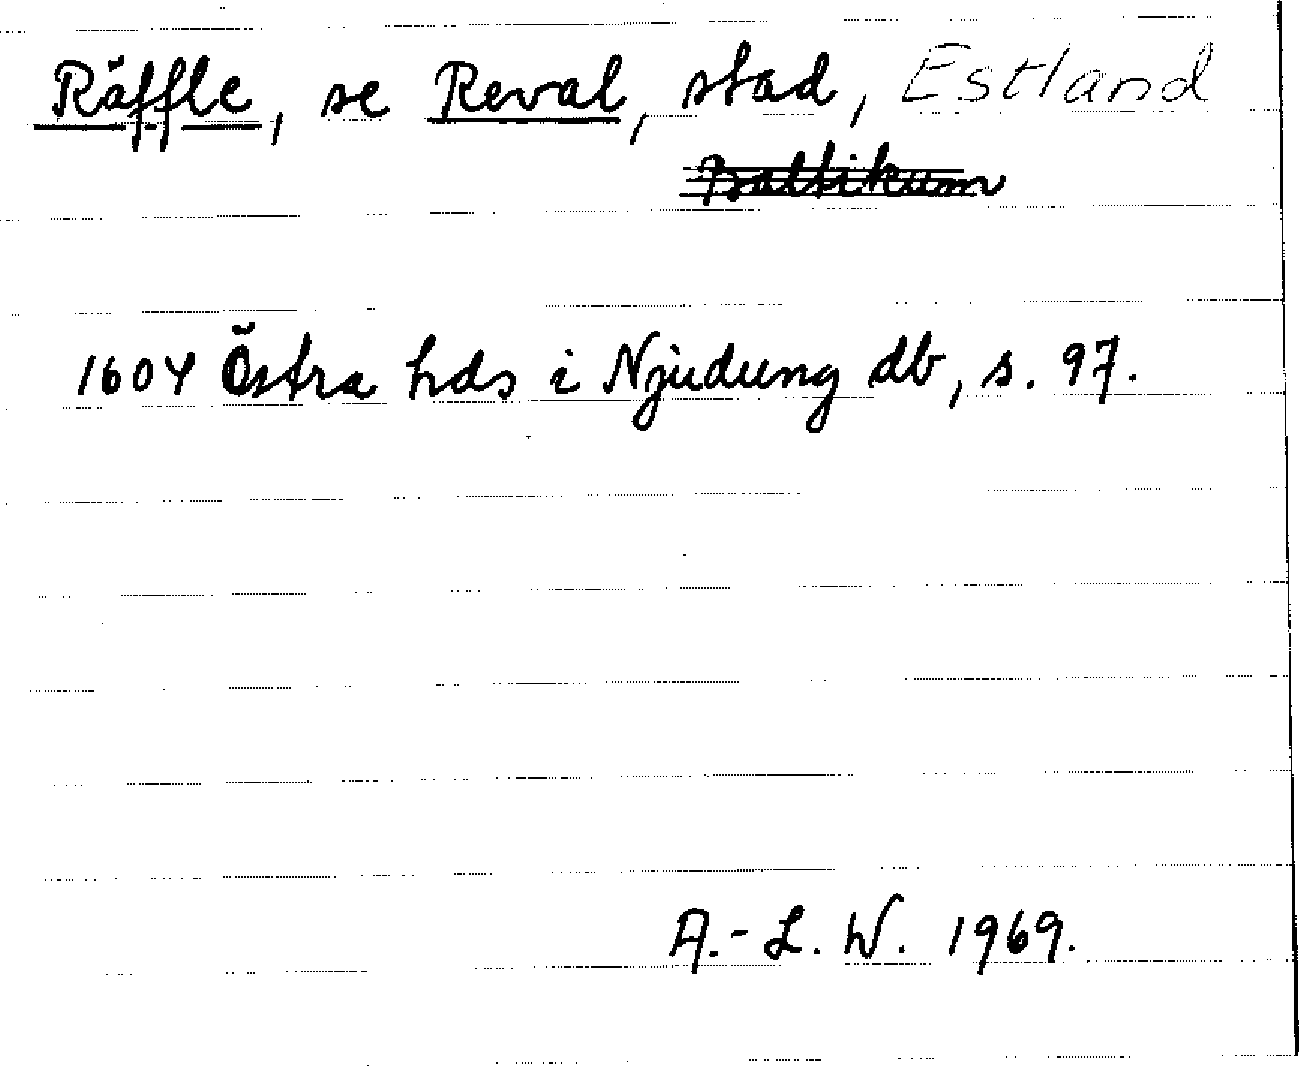 Räffle, se Reval, stad, Estland
Baltikum
1604 Östra hds i Njudung db, s. 97.
A.-L. W. 1969.